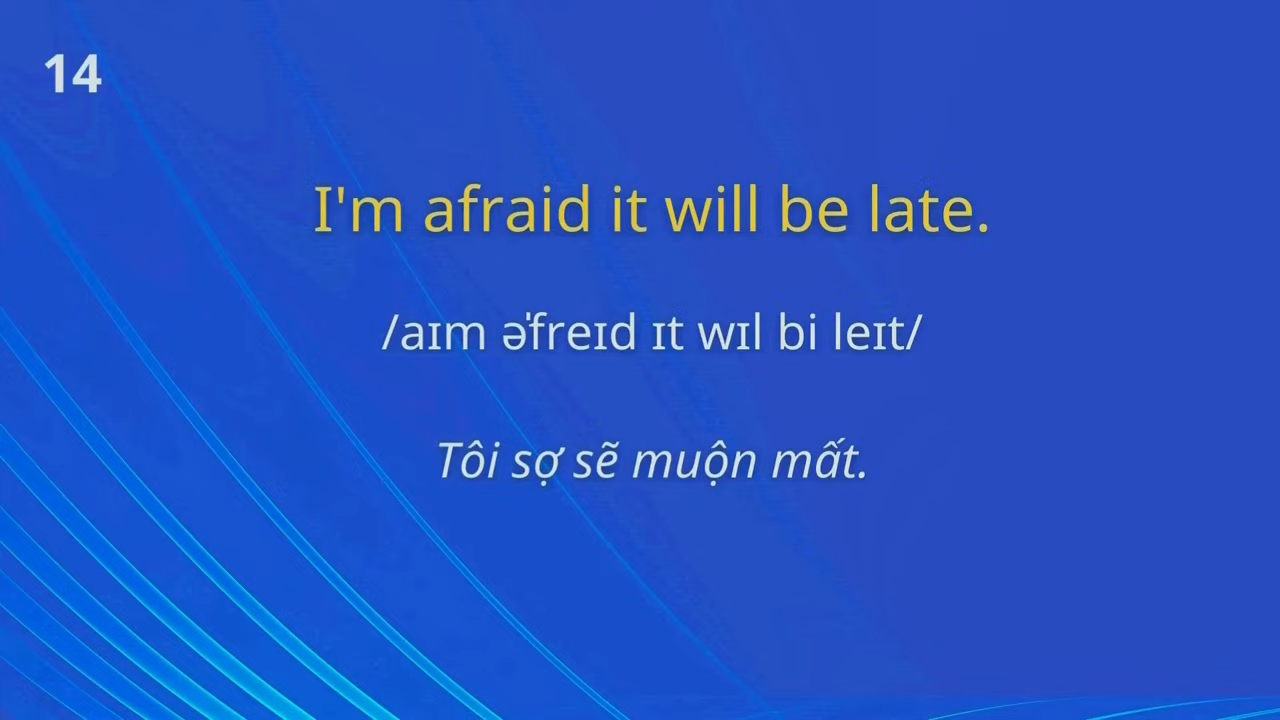 14
I'm afraid it will be late.
/aɪm əˈfreɪd ɪt wɪl bi leɪt/
Tôi sợ sẽ muộn mất.